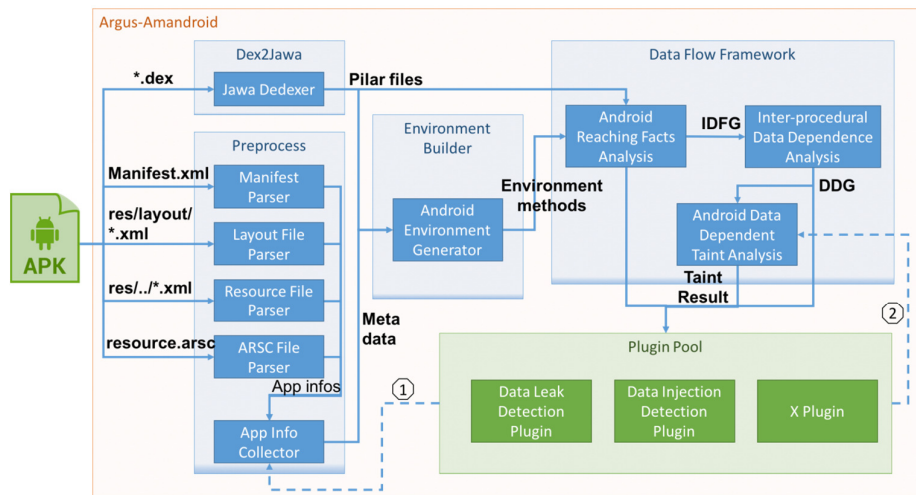 Argus-Amandroid
Dex2Jawa
*.dex
Jawa Dedexer
Pilar files
Preprocess
Manifest.xml
Manifest
Parser
res/layout/
*.xml
Layout File
Parser
res/../*.xml
Resource File
Parser
resource.arsc
ARSC File
Parser
App infos
App Info
Collector
APK
Meta
data
Environment
Builder
Android
Environment
Generator
Environment
methods
Data Flow Framework
Android
Reaching Facts
Analysis
IDFG
Inter-procedural
Data Dependence
Analysis
DDG
Android Data
Dependent
Taint Analysis
Taint
Result
1
2
Plugin Pool
Data Leak
Detection
Plugin
Data Injection
Detection
Plugin
X Plugin